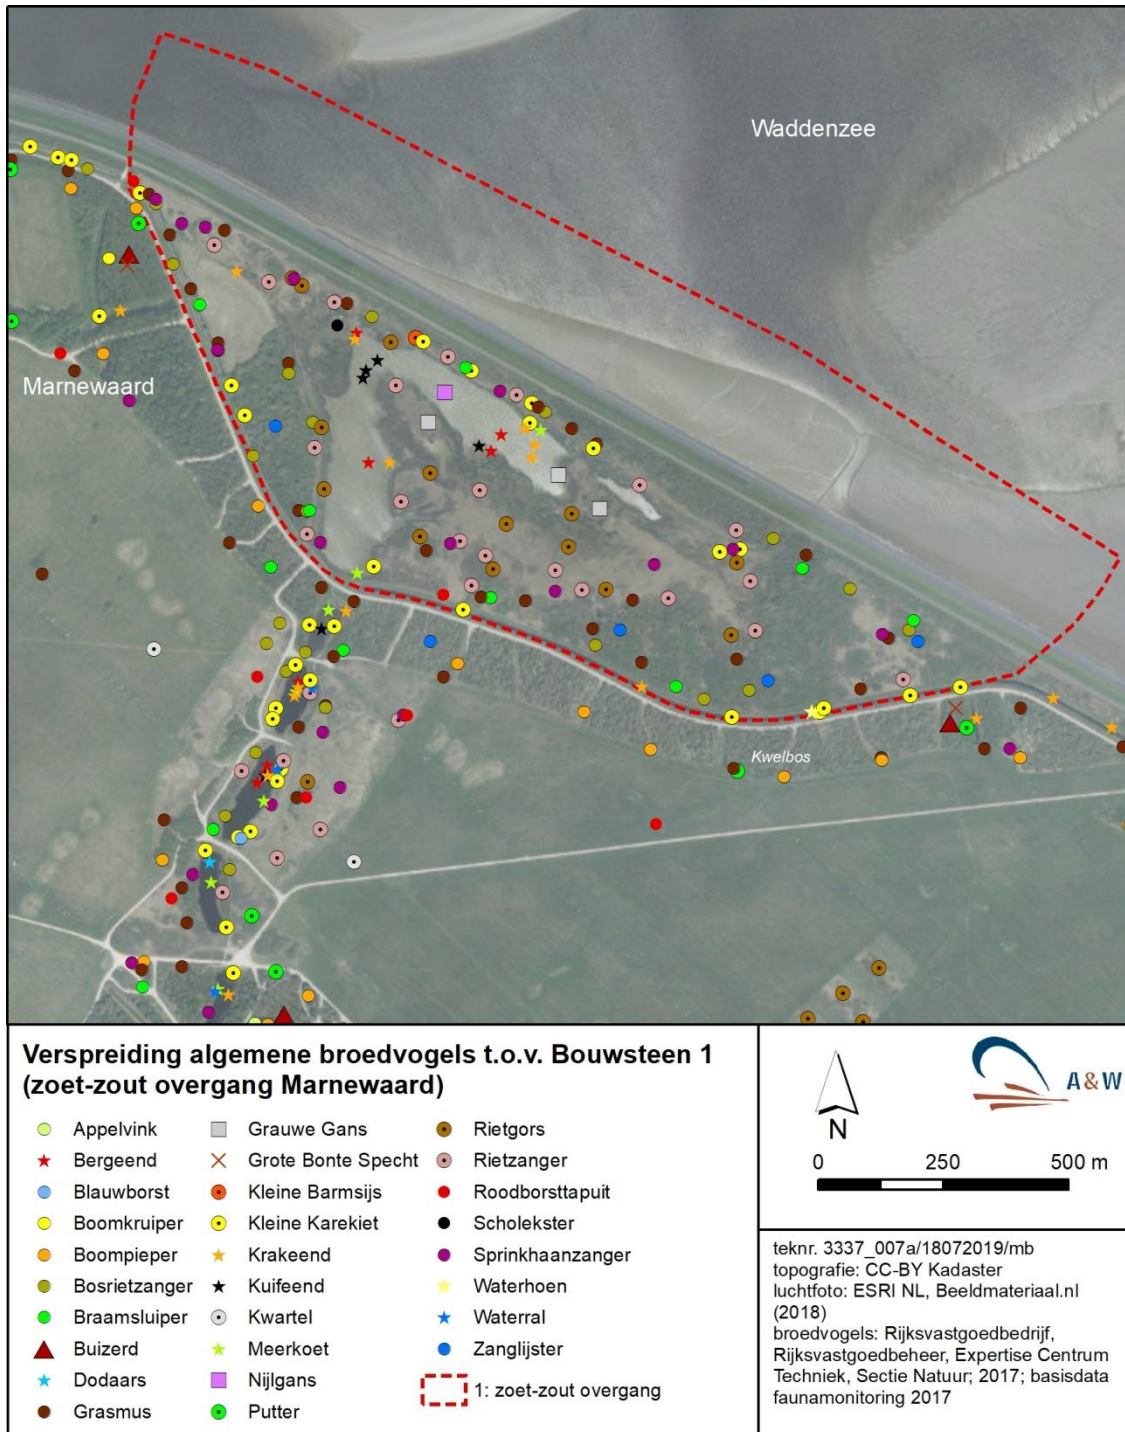 Waddenzee
Marnewaard
Kwelbos
Verspreiding algemene broedvogels t.o.v. Bouwsteen 1
(zoet-zout overgang Marnewaard)
Appelvink
Bergeend
Blauwborst
Boomkruiper
Boompieper
Bosrietzanger
Braamsluiper
Buizerd
Dodaars
Grasmus
Grauwe Gans
Grote Bonte Specht
Kleine Barmsijs
Kleine Karekiet
Krakeend
Kuifeend
Kwartel
Meerkoet
Nijlgans
Putter
Rietgors
Rietzanger
Roodborsttapuit
Scholekster
Sprinkhaanzanger
Waterhoen
Waterral
Zanglijster
1: zoet-zout overgang
N
A&W
0 250 500 m
teknr. 3337_007a/18072019/mb
topografie: CC-BY Kadaster
luchtfoto: ESRI NL, Beeldmateriaal.nl
(2018)
broedvogels: Rijksvastgoedbedrijf,
Rijksvastgoedbeheer, Expertise Centrum
Techniek, Sectie Natuur; 2017; basisdata
faunamonitoring 2017